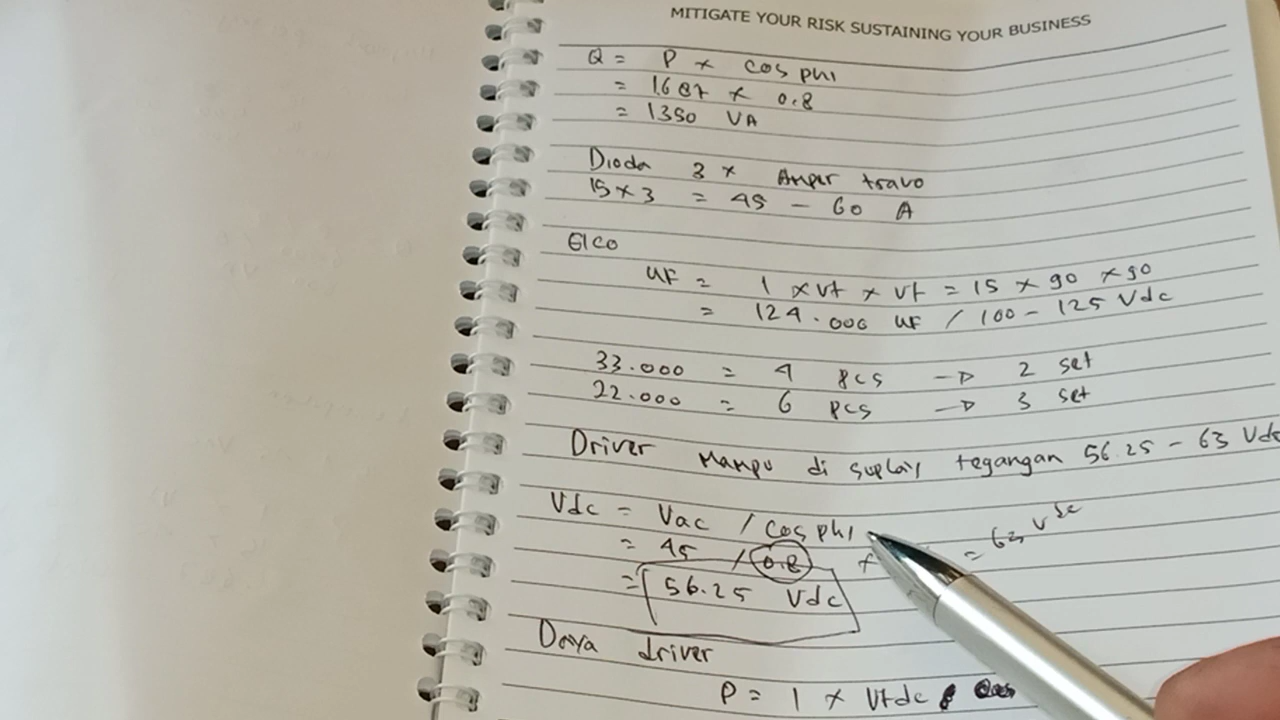 MITIGATE YOUR RISK SUSTAINING YOUR BUSINESS
Q = P x cos phi
= 1687 x 0.8
= 1350 VA
Dioda 3 x Amper travo
15 x 3 = 45 - 60 A
Elco
UF = 1 x vt x vt = 15 x 90 x 90
= 124.000 UF / 100 - 125 Vdc
33.000 = 4 pcs -> 2 set
22.000 = 6 pcs -> 3 set
Driver Mampu di suplaiy tegangan 56.25 - 63 Vdc
Vdc = Vac / cos phi
= 45 / 0.8 = 63 Vdc
= 56.25 Vdc
Daya driver
P = 1 x Vtdc